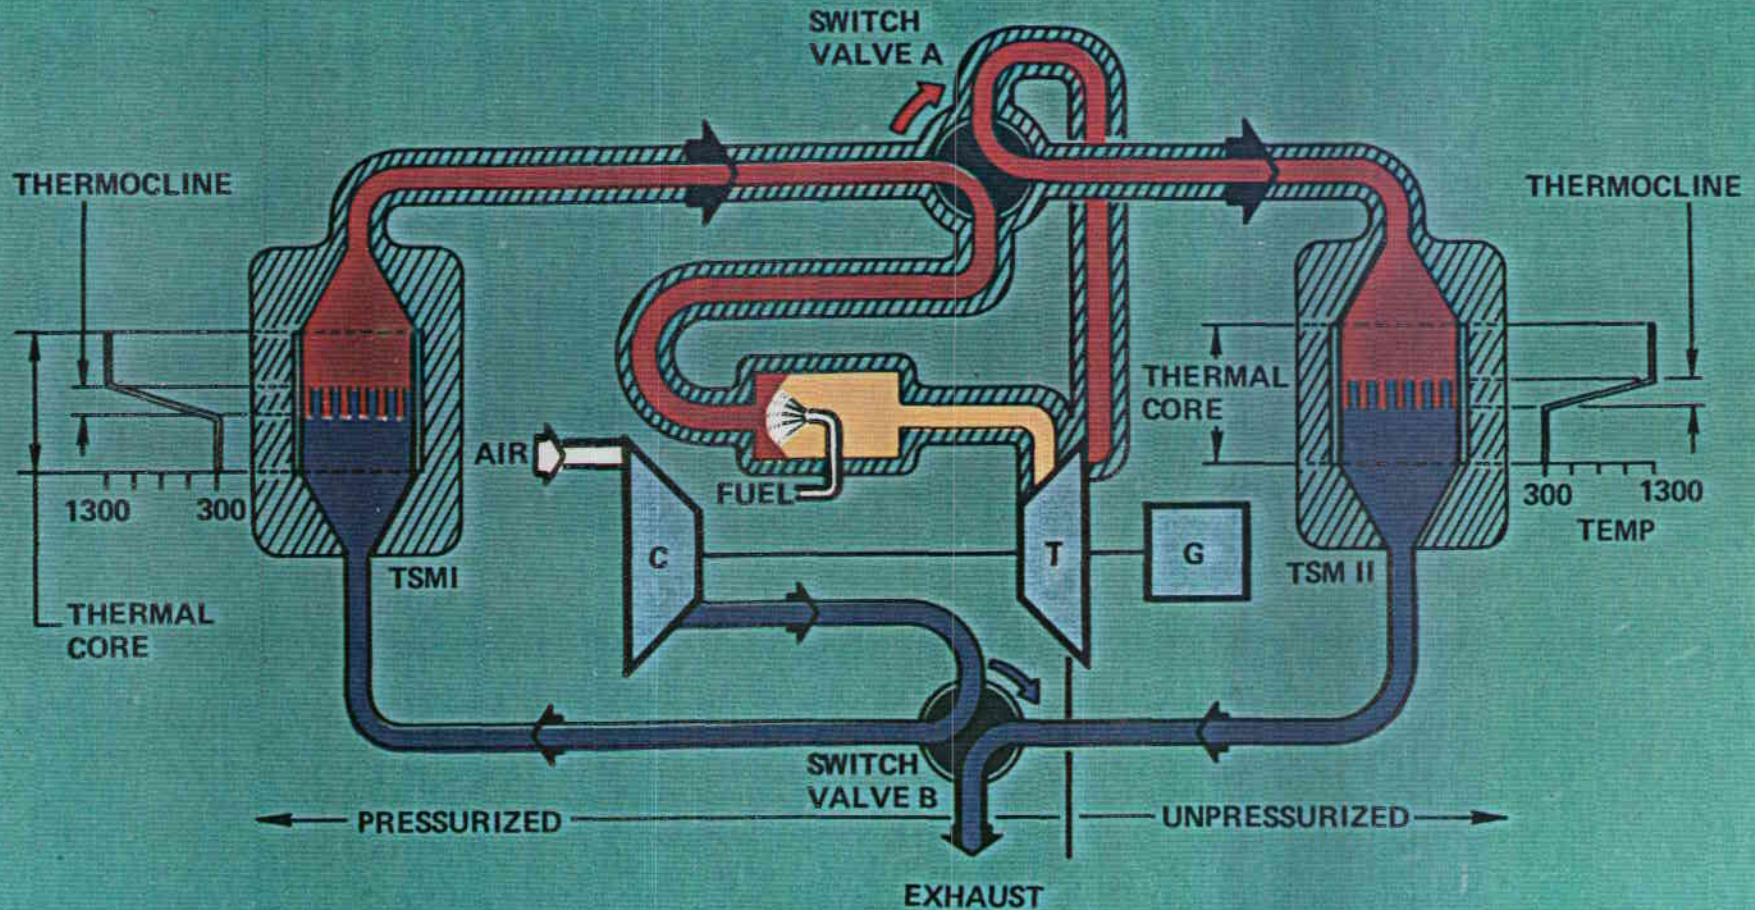 SWITCH
VALVE A
THERMOCLINE
THERMOCLINE
THERMAL
CORE
AIR
FUEL
1300 300
300 1300
TEMP
C
T
G
TSMI
TSM II
THERMAL
CORE
SWITCH
VALVE B
PRESSURIZED
UNPRESSURIZED
EXHAUST